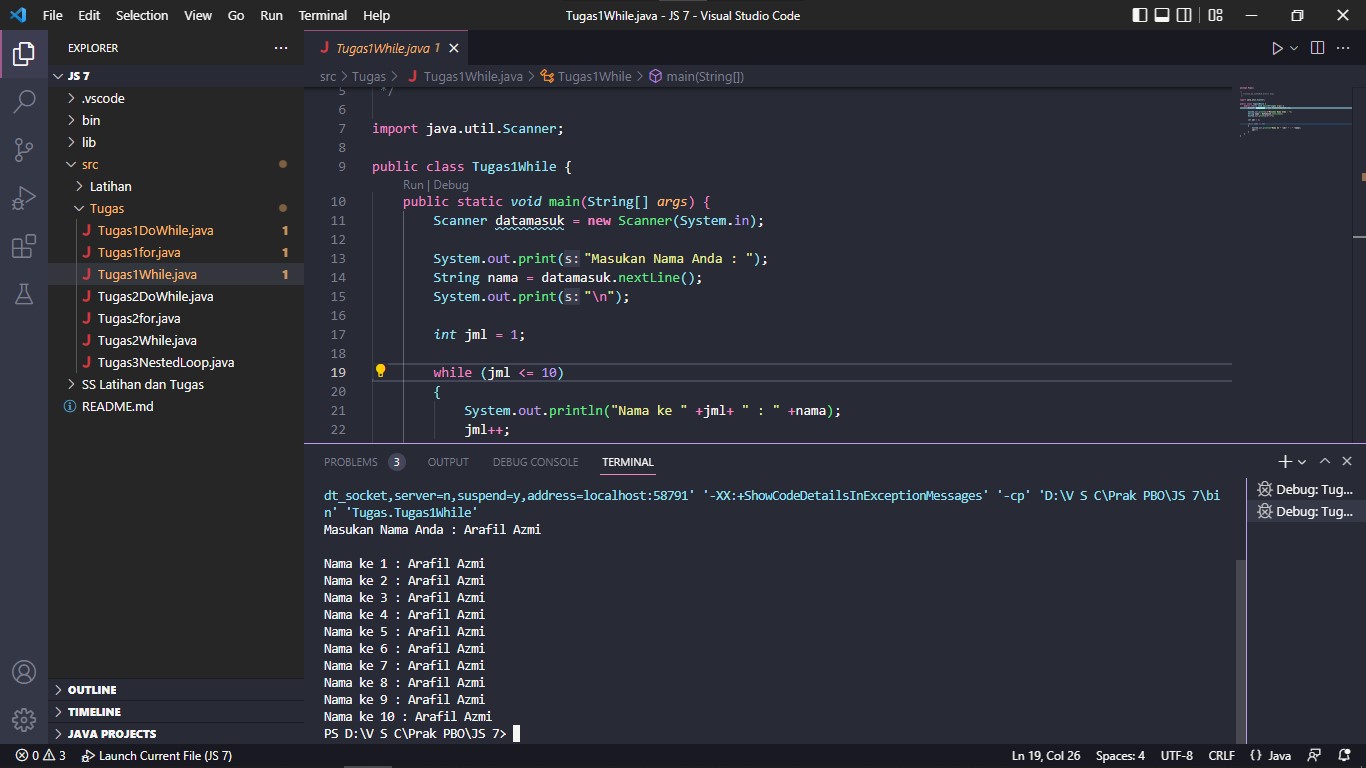 File Edit Selection View Go Run Terminal Help
Tugas1While.java - JS 7 - Visual Studio Code
EXPLORER
JS 7
.vscode
bin
lib
src
Latihan
Tugas
Tugas1DoWhile.java 1
Tugas1for.java 1
Tugas1While.java 1
Tugas2DoWhile.java
Tugas2for.java
Tugas2While.java
Tugas3NestedLoop.java
SS Latihan dan Tugas
README.md
OUTLINE
TIMELINE
JAVA PROJECTS
Tugas1While.java 1
src > Tugas > Tugas1While.java > Tugas1While > main(String[])
5 */
6
7 import java.util.Scanner;
8
9 public class Tugas1While {
Run | Debug
10 public static void main(String[] args) {
11 Scanner datamasuk = new Scanner(System.in);
12
13 System.out.print(s:"Masukan Nama Anda : ");
14 String nama = datamasuk.nextLine();
15 System.out.print(s:"\n");
16
17 int jml = 1;
18
19 while (jml <= 10)
20 {
21 System.out.println("Nama ke " +jml+ " : " +nama);
22 jml++;
PROBLEMS 3 OUTPUT DEBUG CONSOLE TERMINAL
dt_socket,server=n,suspend=y,address=localhost:58791' '-XX:+ShowCodeDetailsInExceptionMessages' '-cp' 'D:\V S C\Prak PBO\JS 7\bi
n' 'Tugas.Tugas1While'
Masukan Nama Anda : Arafil Azmi
Nama ke 1 : Arafil Azmi
Nama ke 2 : Arafil Azmi
Nama ke 3 : Arafil Azmi
Nama ke 4 : Arafil Azmi
Nama ke 5 : Arafil Azmi
Nama ke 6 : Arafil Azmi
Nama ke 7 : Arafil Azmi
Nama ke 8 : Arafil Azmi
Nama ke 9 : Arafil Azmi
Nama ke 10 : Arafil Azmi
PS D:\V S C\Prak PBO\JS 7>
Debug: Tug...
Debug: Tug...
0 3 Launch Current File (JS 7)
Ln 19, Col 26 Spaces: 4 UTF-8 CRLF {} Java